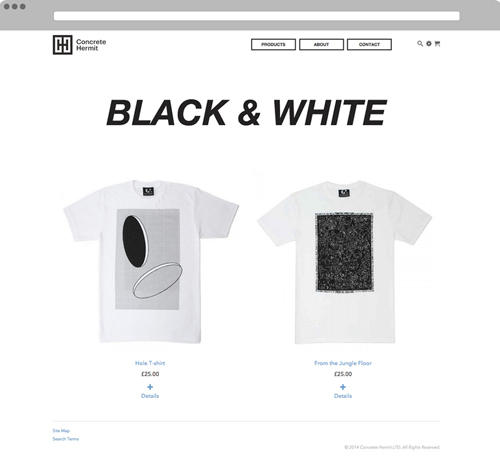 Concrete
Hermit
PRODUCTS
ABOUT
CONTACT
BLACK & WHITE
Hole T-shirt
£25.00
+
Details
From the Jungle Floor
£25.00
+
Details
Site Map
Search Terms
© 2014 Concrete Hermit LTD. All Rights Reserved.